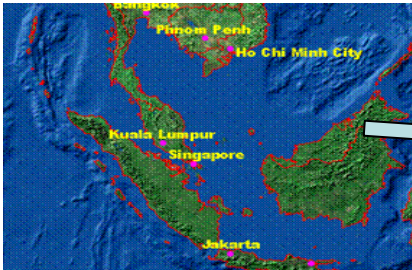 Bangkok
Phnom Penh
Ho Chi Minh City
Kuala Lumpur
Singapore
Jakarta